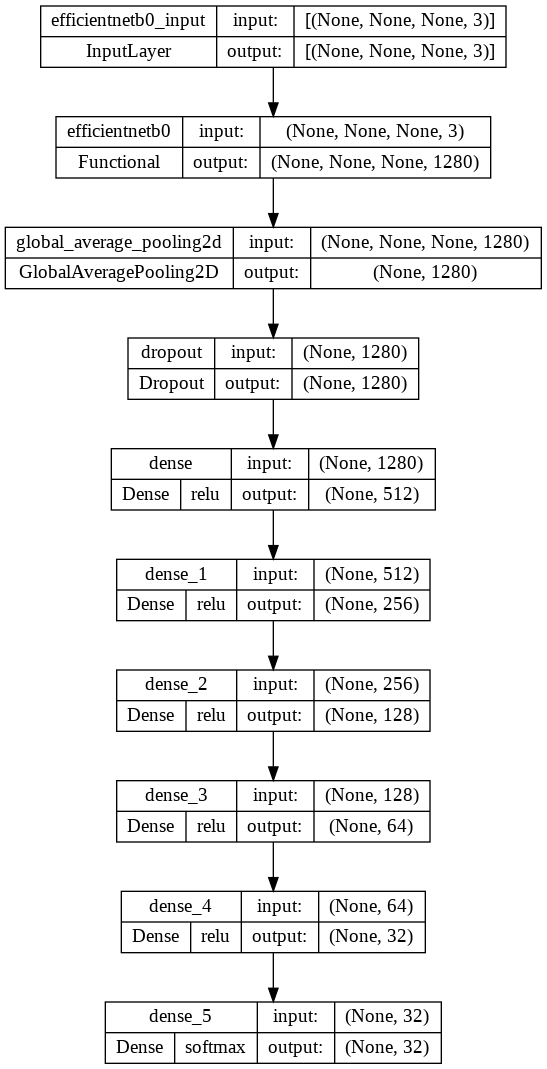 efficientnetb0_input input: [(None, None, None, 3)]
InputLayer output: [(None, None, None, 3)]
efficientnetb0 input: (None, None, None, 3)
Functional output: (None, None, None, 1280)
global_average_pooling2d input: (None, None, None, 1280)
GlobalAveragePooling2D output: (None, 1280)
dropout input: (None, 1280)
Dropout output: (None, 1280)
dense input: (None, 1280)
Dense relu output: (None, 512)
dense_1 input: (None, 512)
Dense relu output: (None, 256)
dense_2 input: (None, 256)
Dense relu output: (None, 128)
dense_3 input: (None, 128)
Dense relu output: (None, 64)
dense_4 input: (None, 64)
Dense relu output: (None, 32)
dense_5 input: (None, 32)
Dense softmax output: (None, 32)